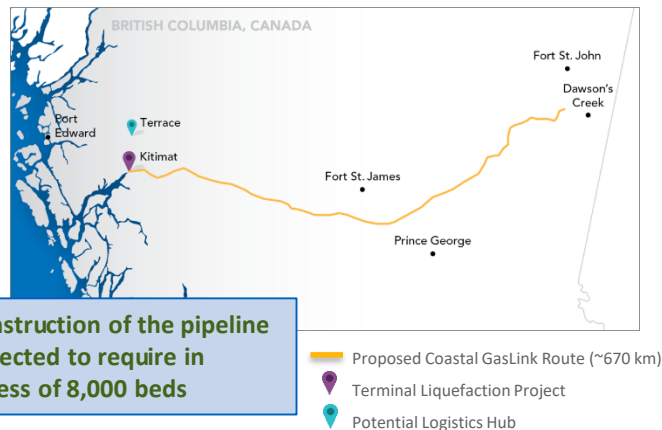 BRITISH COLUMBIA, CANADA
Fort St. John
Dawson's
Creek
Port
Edward
Terrace
Kitimat
Fort St. James
Prince George
nstruction of the pipeline
ected to require in
ess of 8,000 beds
Proposed Coastal GasLink Route (~670 km)
Terminal Liquefaction Project
Potential Logistics Hub